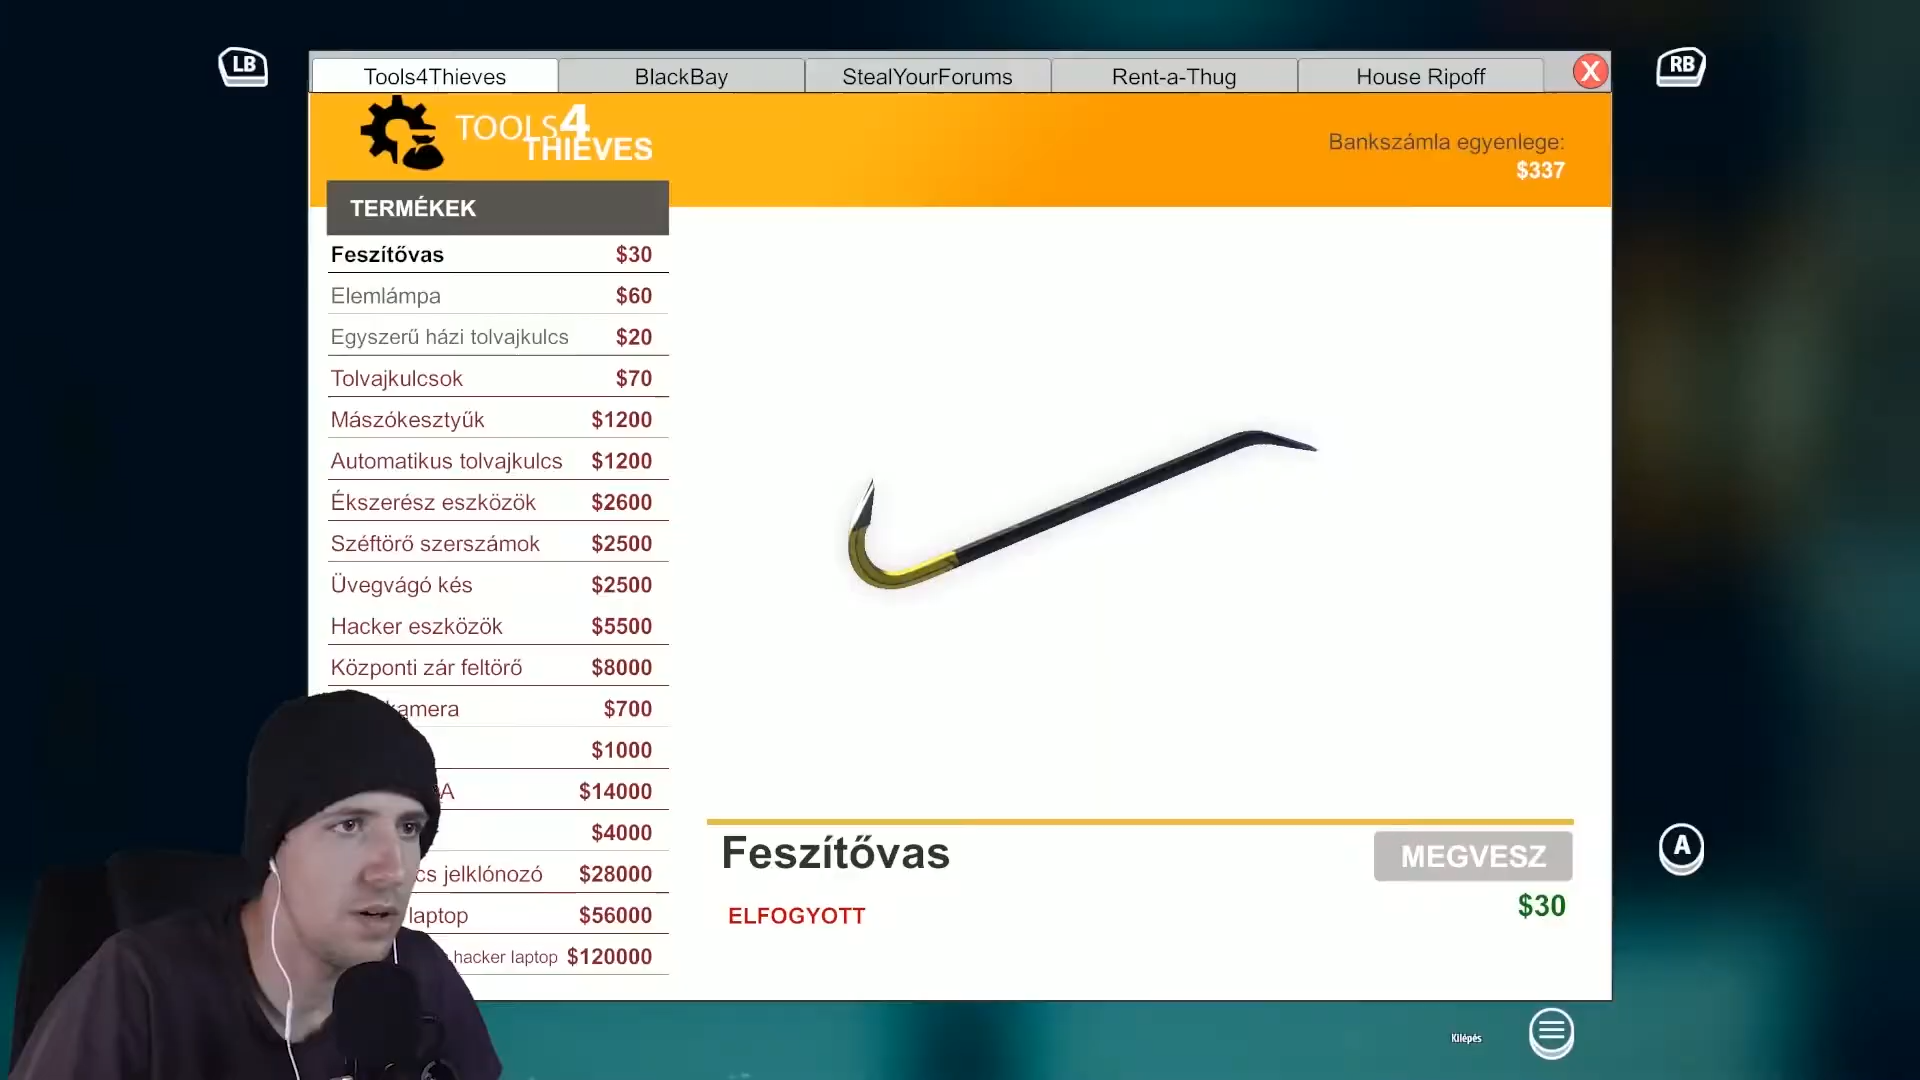 LB
RB
Tools4Thieves
BlackBay
StealYourForums
Rent-a-Thug
House Ripoff
X
TOOLS4
THIEVES
Bankszámla egyenlege:
$337
TERMÉKEK
Feszítővas $30
Elemlámpa $60
Egyszerű házi tolvajkulcs $20
Tolvajkulcsok $70
Mászókesztyűk $1200
Automatikus tolvajkulcs $1200
Ékszerész eszközök $2600
Széftörő szerszámok $2500
Üvegvágó kés $2500
Hacker eszközök $5500
Központi zár feltörő $8000
$700
$1000
A $14000
$4000
jelklónozó $28000
laptop $56000
hacker laptop $120000
Feszítővas
MEGVESZ
A
$30
ELFOGYOTT
Kilépés